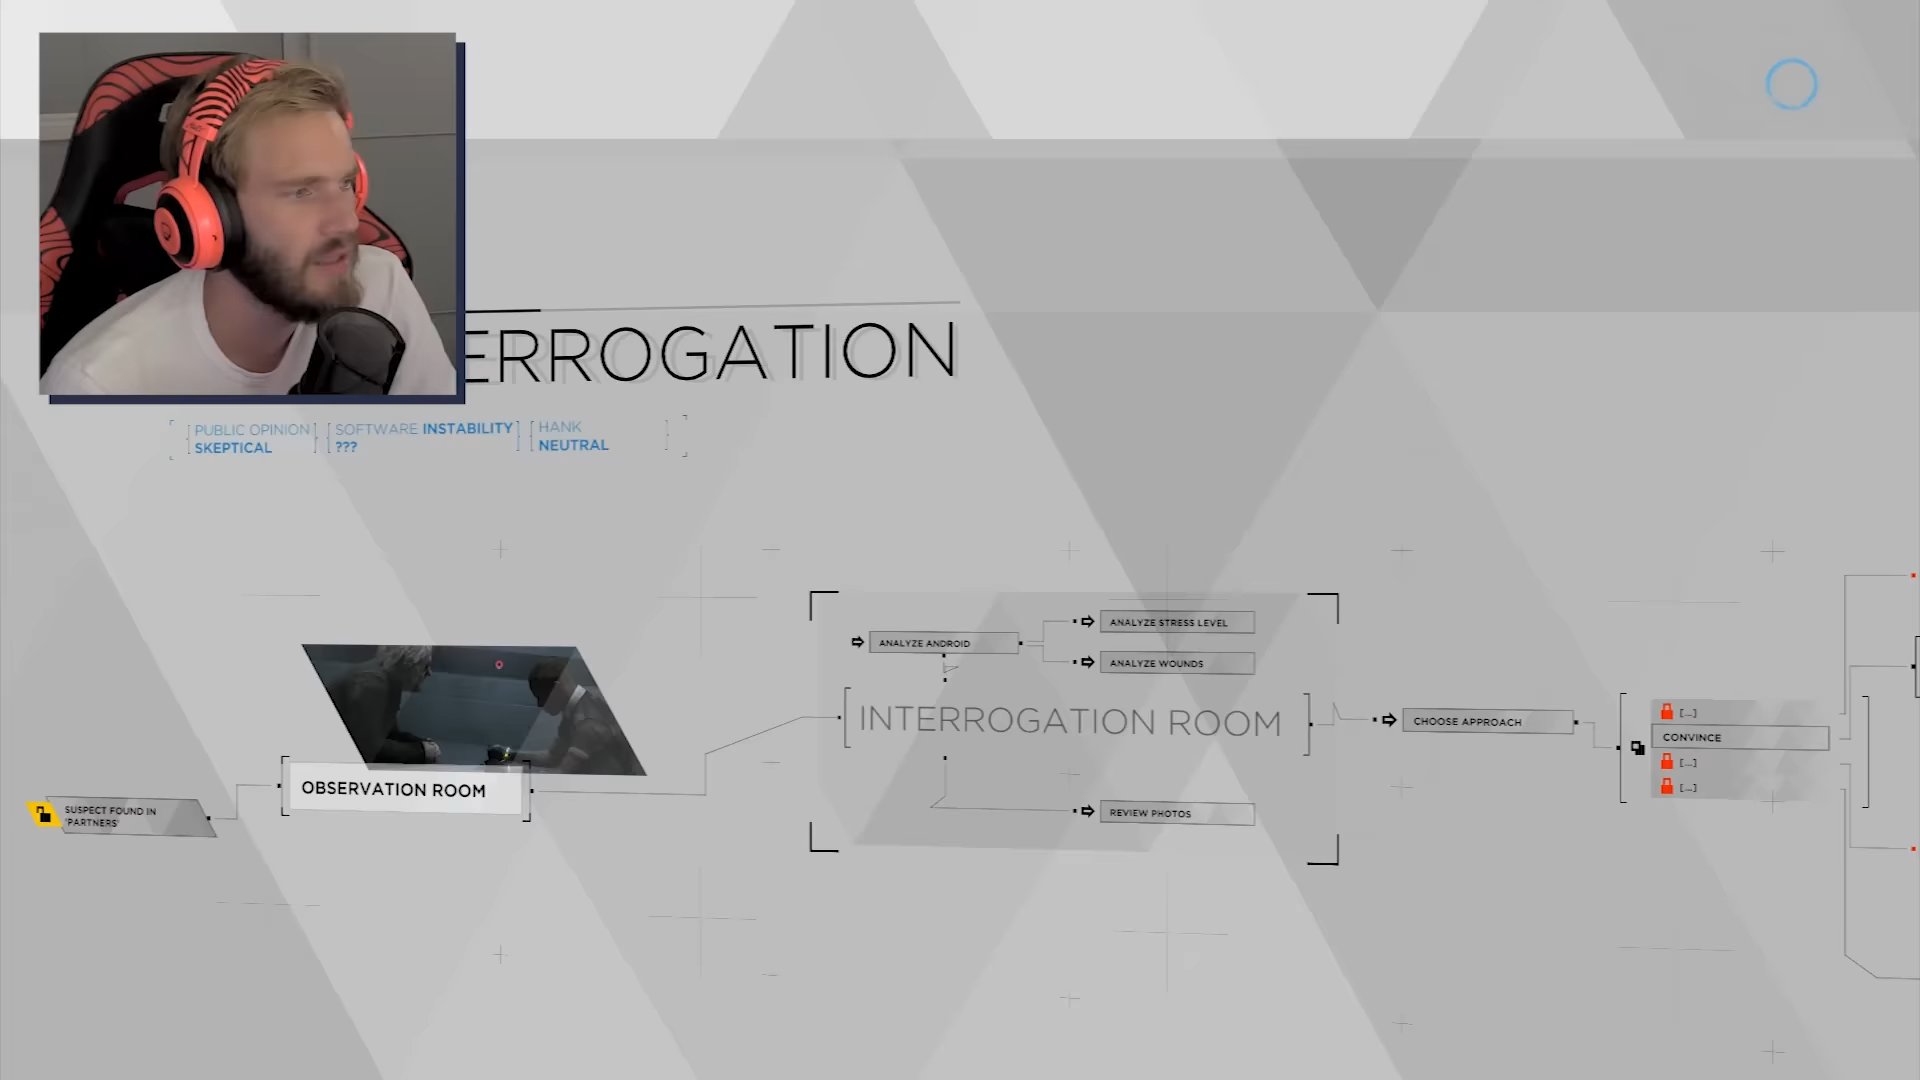 ERROGATION
PUBLIC OPINION
SKEPTICAL
SOFTWARE INSTABILITY
???
HANK
NEUTRAL
ANALYZE ANDROID
ANALYZE STRESS LEVEL
ANALYZE WOUNDS
INTERROGATION ROOM
REVIEW PHOTOS
CHOOSE APPROACH
[...]
CONVINCE
[...]
[...]
OBSERVATION ROOM
SUSPECT FOUND IN
'PARTNERS'